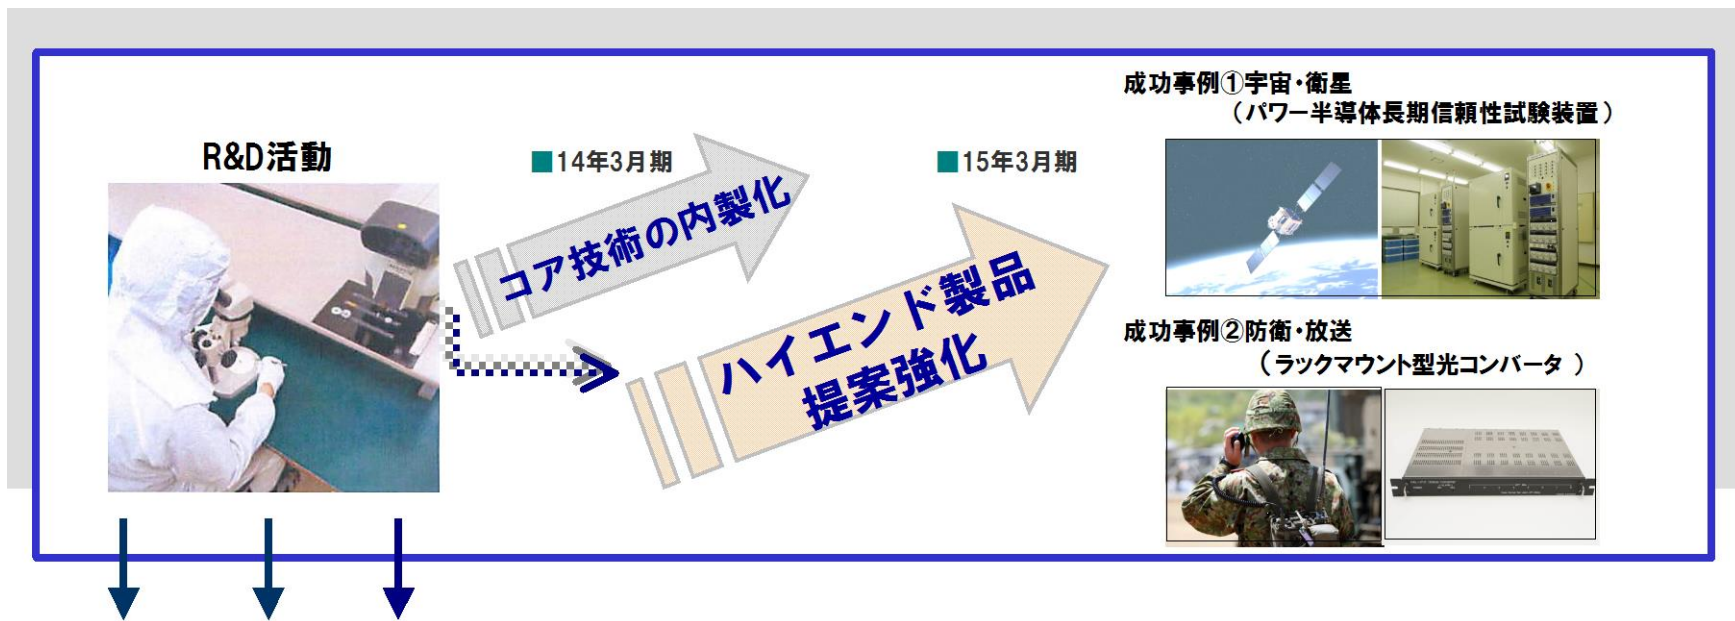 R&D活動
■14年3月期
コア技術の内製化
■15年3月期
ハイエンド製品
提案強化
成功事例①宇宙・衛星
（パワー半導体長期信頼性試験装置）
成功事例②防衛・放送
（ラックマウント型光コンバータ ）